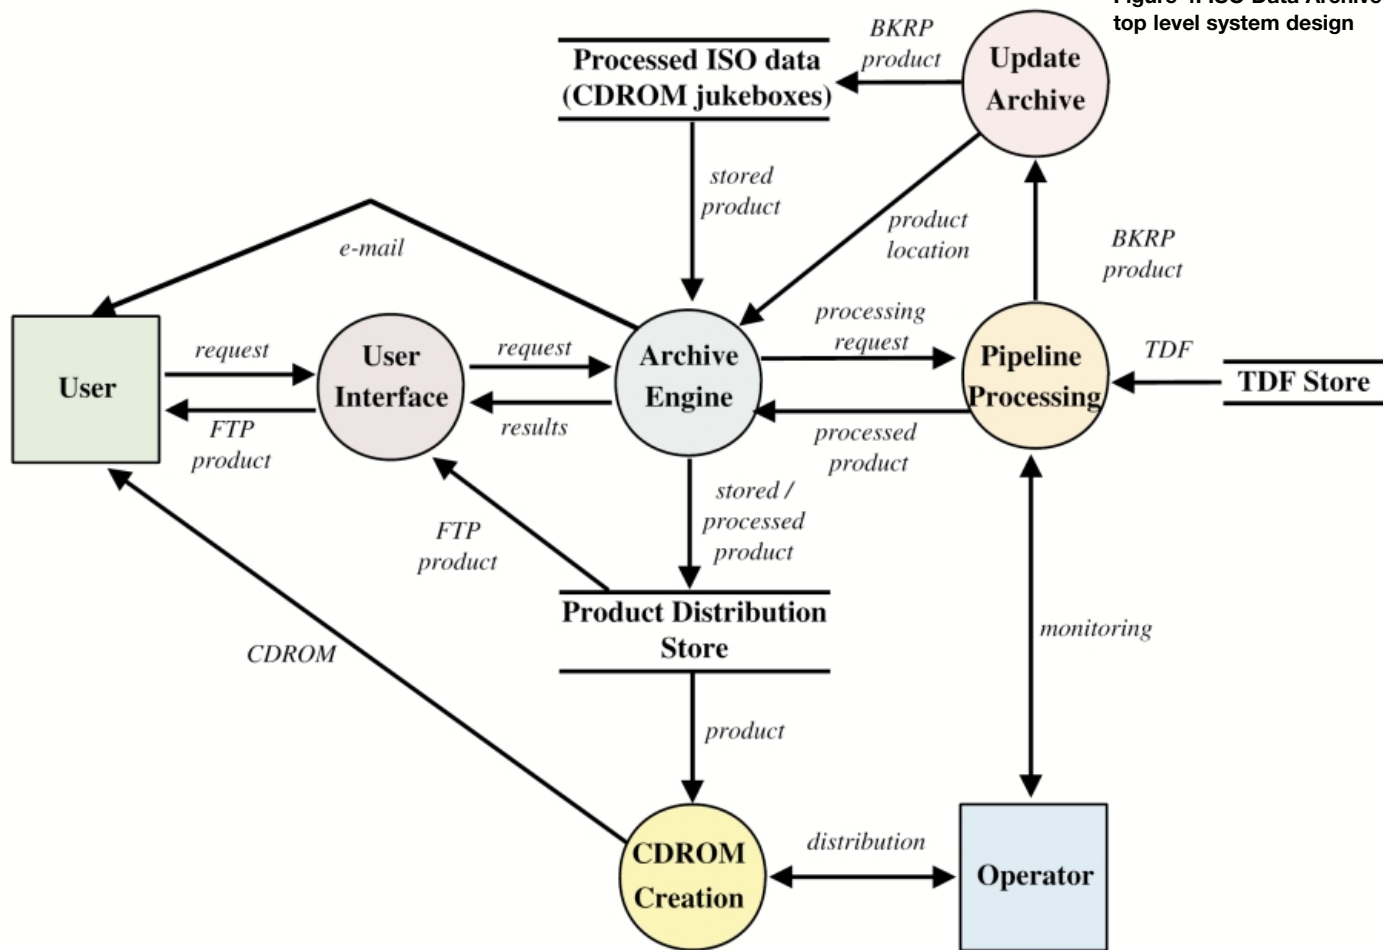 Figure 4. ISO Data Archive
top level system design
BKRP
product
Processed ISO data
(CDROM jukeboxes)
Update
Archive
stored
product
product
location
BKRP
product
e-mail
processing
request
request
User
Interface
request
Archive
Engine
Pipeline
Processing
TDF
TDF Store
User
FTP
product
results
processed
product
stored /
processed
product
FTP
product
Product Distribution
Store
CDROM
monitoring
product
CDROM
Creation
distribution
Operator